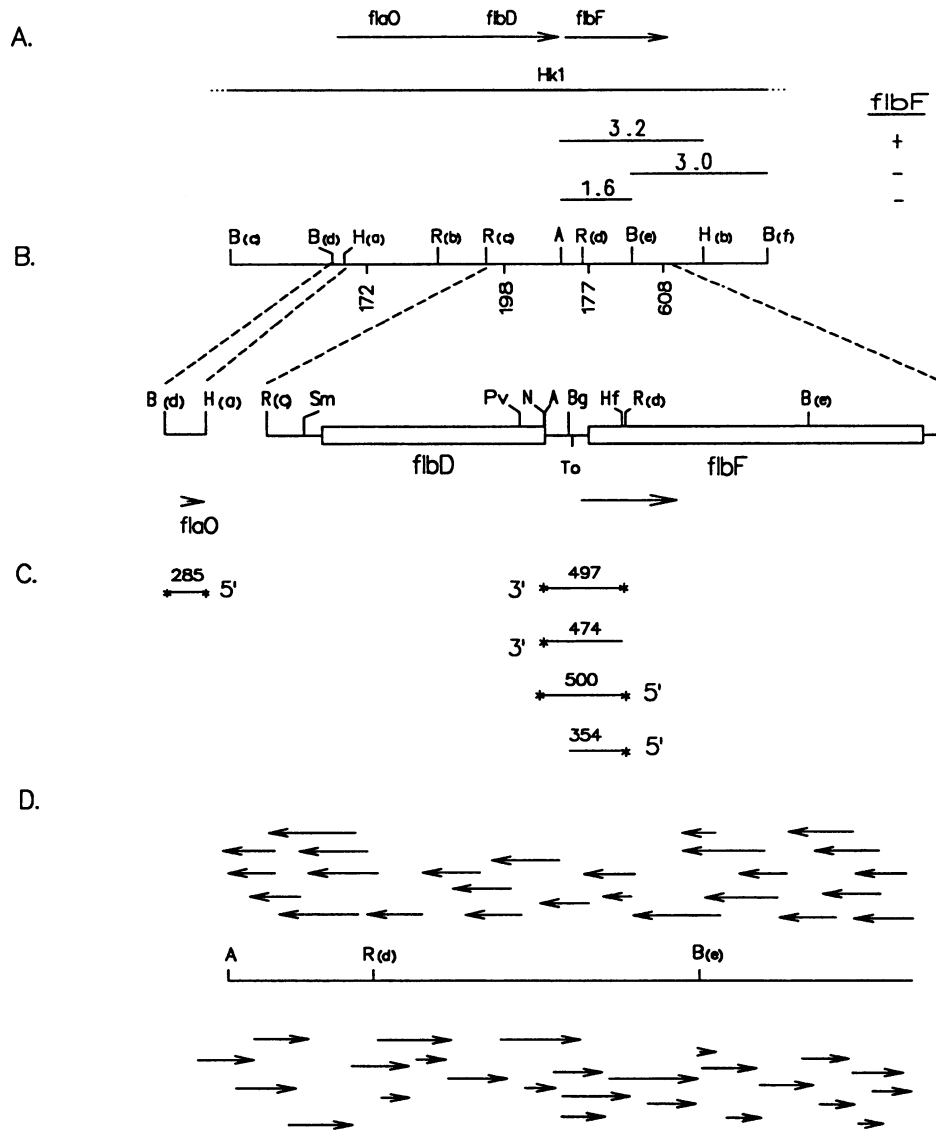 flaO flbD flbF
A.
Hk1
flbF
3.2 +
3.0 -
1.6 -
B(c) B(d) H(a) R(b) R(c) A R(d) B(e) H(b) B(f)
B.
172 198 177 608
B(d) H(a) R(c) Sm Pv N A Bg Hf R(d) B(e)
flbD To flbF
flaO
C.
285 5' 3' 497
3' 474
500 5'
354 5'
D.
A R(d) B(e)